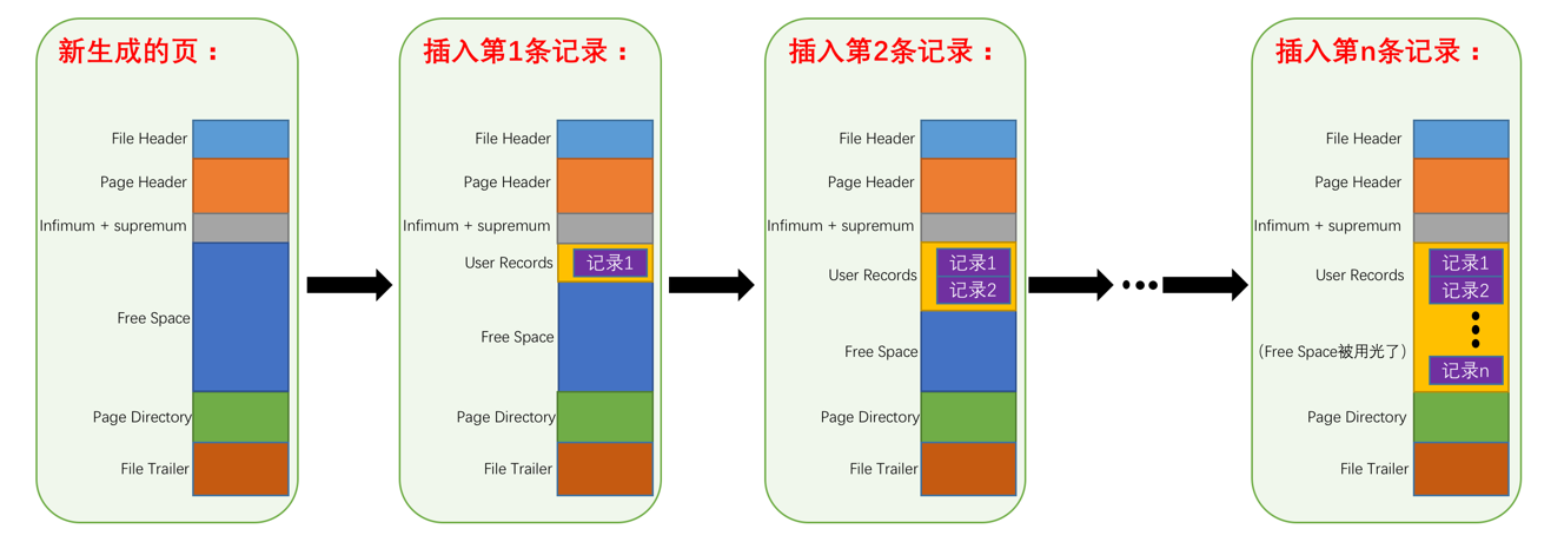 新生成的页：
File Header
Page Header
Infimum + supremum
Free Space
Page Directory
File Trailer
插入第1条记录：
File Header
Page Header
Infimum + supremum
User Records
记录1
Free Space
Page Directory
File Trailer
插入第2条记录：
File Header
Page Header
Infimum + supremum
User Records
记录1
记录2
Free Space
Page Directory
File Trailer
插入第n条记录：
File Header
Page Header
Infimum + supremum
User Records
记录1
记录2
（Free Space被用光了）
记录n
Page Directory
File Trailer